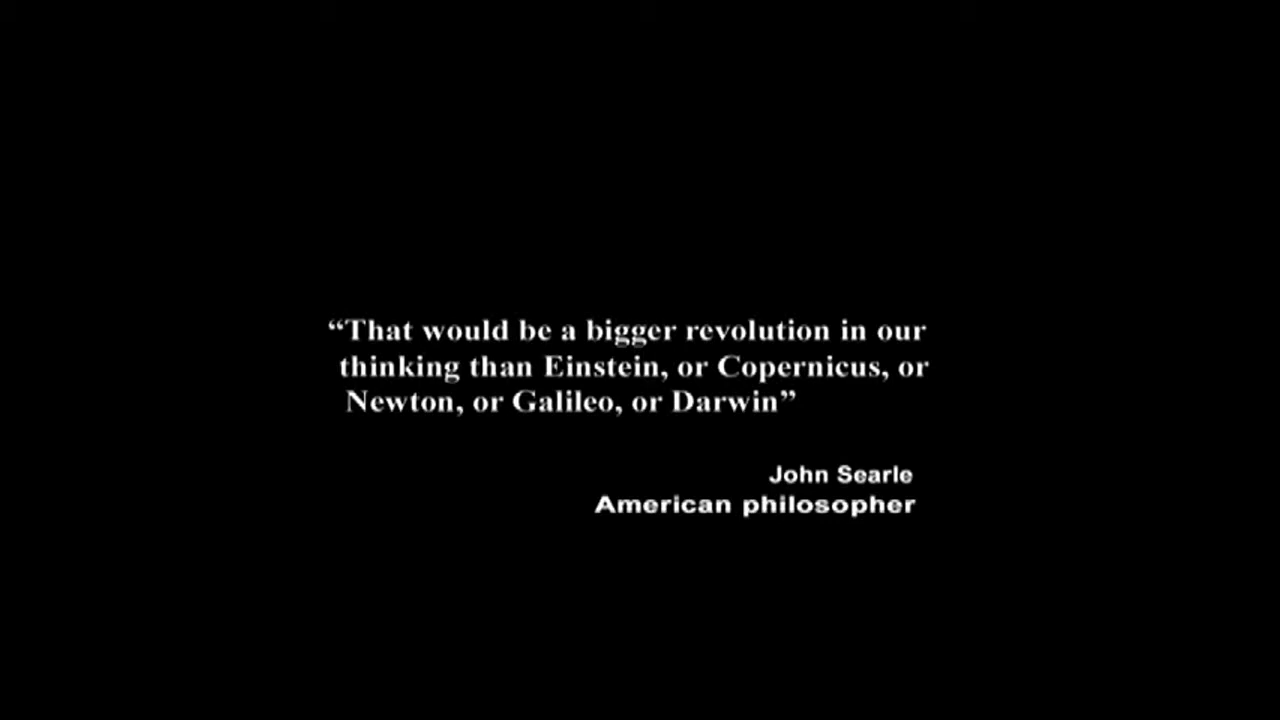 “That would be a bigger revolution in our
thinking than Einstein, or Copernicus, or
Newton, or Galileo, or Darwin”
John Searle
American philosopher